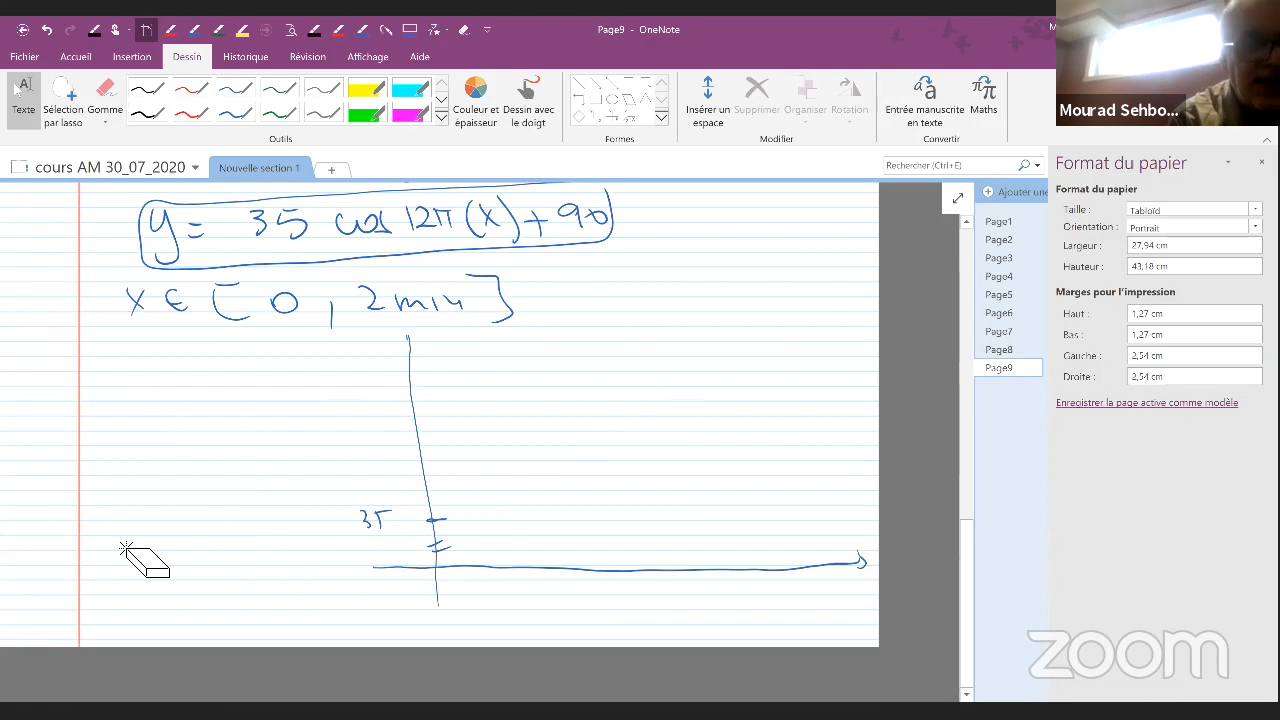 Page9 - OneNote
Fichier Accueil Insertion Dessin Historique Révision Affichage Aide
Texte Sélection par lasso Gomme Couleur et épaisseur Dessin avec le doigt Insérer un espace Supprimer Organiser Rotation Entrée manuscrite en texte Maths
Outils Formes Modifier Convertir
Mourad Sehbo...
cours AM 30_07_2020 Nouvelle section 1 +
Rechercher (Ctrl+E)
y = 35 cos 12π (x) + 90
x ∈ [ 0 , 2 min ]
35
Ajouter une
Page1
Page2
Page3
Page4
Page5
Page6
Page7
Page8
Page9
Format du papier
Format du papier
Taille : Tabloïd
Orientation : Portrait
Largeur : 27,94 cm
Hauteur : 43,18 cm
Marges pour l'impression
Haut : 1,27 cm
Bas : 1,27 cm
Gauche : 2,54 cm
Droite : 2,54 cm
Enregistrer la page active comme modèle
zoom